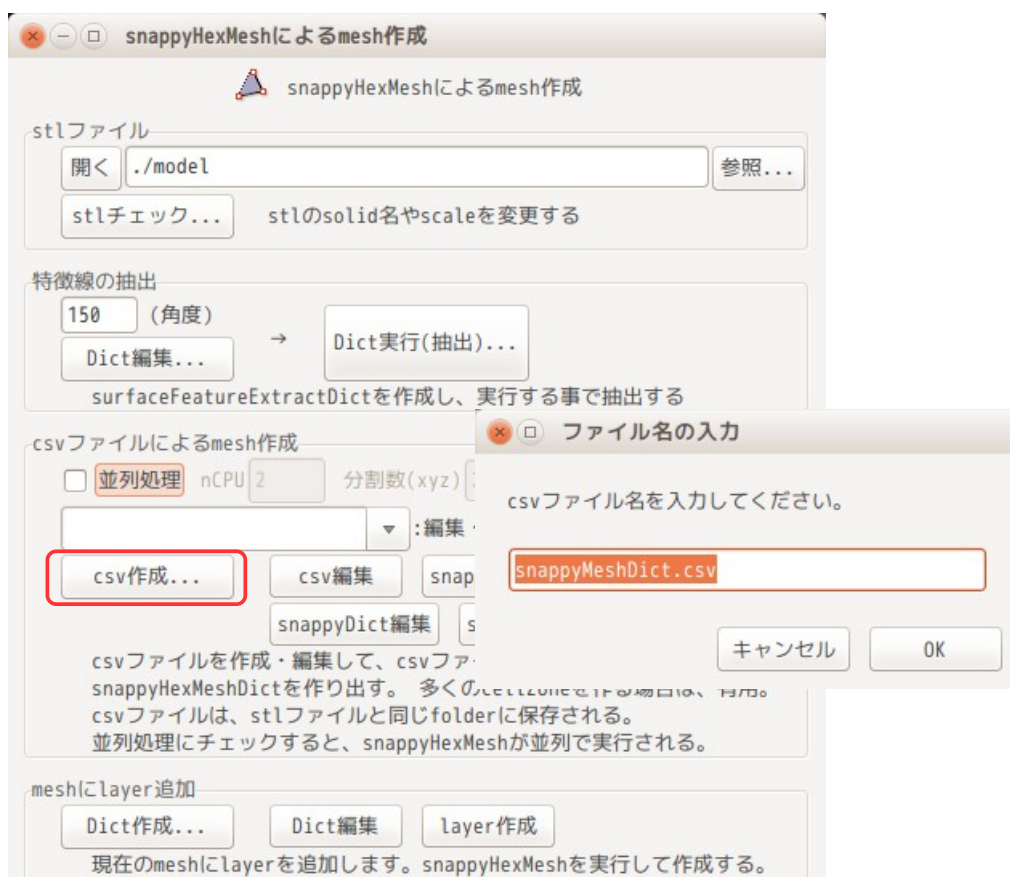 snappyHexMeshによるmesh作成
snappyHexMeshによるmesh作成
stlファイル
開く ./model 参照...
stlチェック... stlのsolid名やscaleを変更する
特徴線の抽出
150 (角度)
→ Dict実行(抽出)...
Dict編集...
surfaceFeatureExtractDictを作成し、実行する事で抽出する
csvファイルによるmesh作成
並列処理 nCPU 2 分割数(xyz)
:編集
csv作成... csv編集 snap
snappyDict編集 s
csvファイルを作成・編集して、csvファ
snappyHexMeshDictを作り出す。 多くのcellZoneを作る場合は、有用。
csvファイルは、stlファイルと同じfolderに保存される。
並列処理にチェックすると、snappyHexMeshが並列で実行される。
meshにlayer追加
Dict作成... Dict編集 layer作成
現在のmeshにlayerを追加します。snappyHexMeshを実行して作成する。
ファイル名の入力
csvファイル名を入力してください。
snappyMeshDict.csv
キャンセル OK